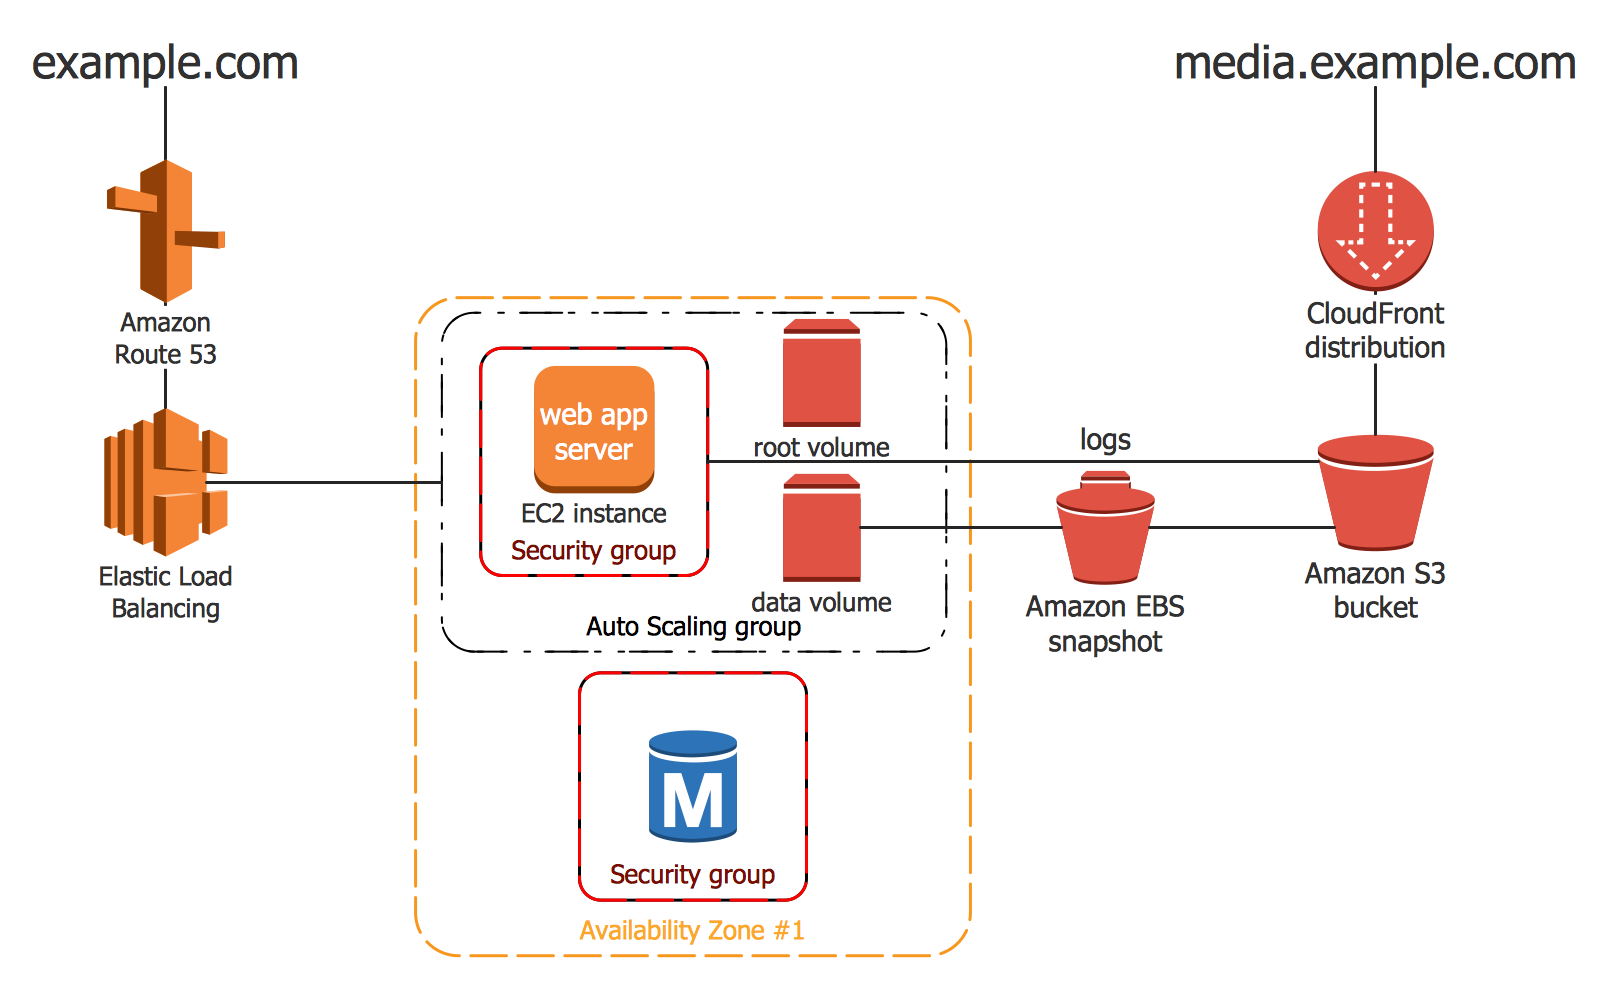 example.com
media.example.com
Amazon
Route 53
CloudFront
distribution
web app
server
EC2 instance
Security group
root volume
data volume
Auto Scaling group
logs
Elastic Load
Balancing
Amazon EBS
snapshot
Amazon S3
bucket
M
Security group
Availability Zone #1